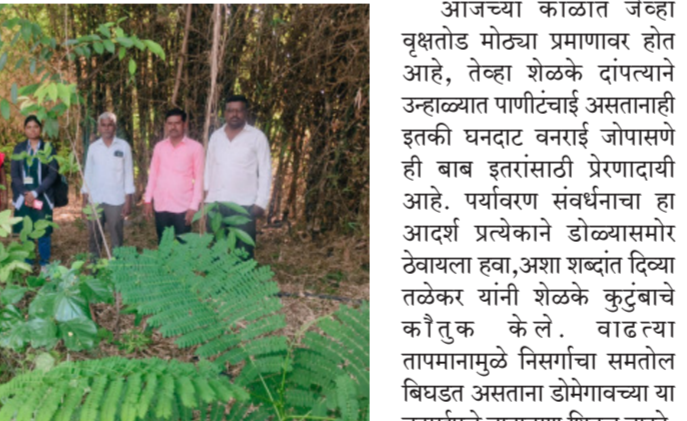 आजच्या काळात जेव्हा
वृक्षतोड मोठ्या प्रमाणावर होत
आहे, तेव्हा शेळके दांपत्याने
उन्हाळ्यात पाणीटंचाई असतानाही
इतकी घनदाट वनराई जोपासणे
ही बाब इतरांसाठी प्रेरणादायी
आहे. पर्यावरण संवर्धनाचा हा
आदर्श प्रत्येकाने डोळ्यासमोर
ठेवायला हवा,अशा शब्दांत दिव्या
तळेकर यांनी शेळके कुटुंबाचे
कौतुक केले. वाढत्या
तापमानामुळे निसर्गाचा समतोल
बिघडत असताना डोमेगावच्या या